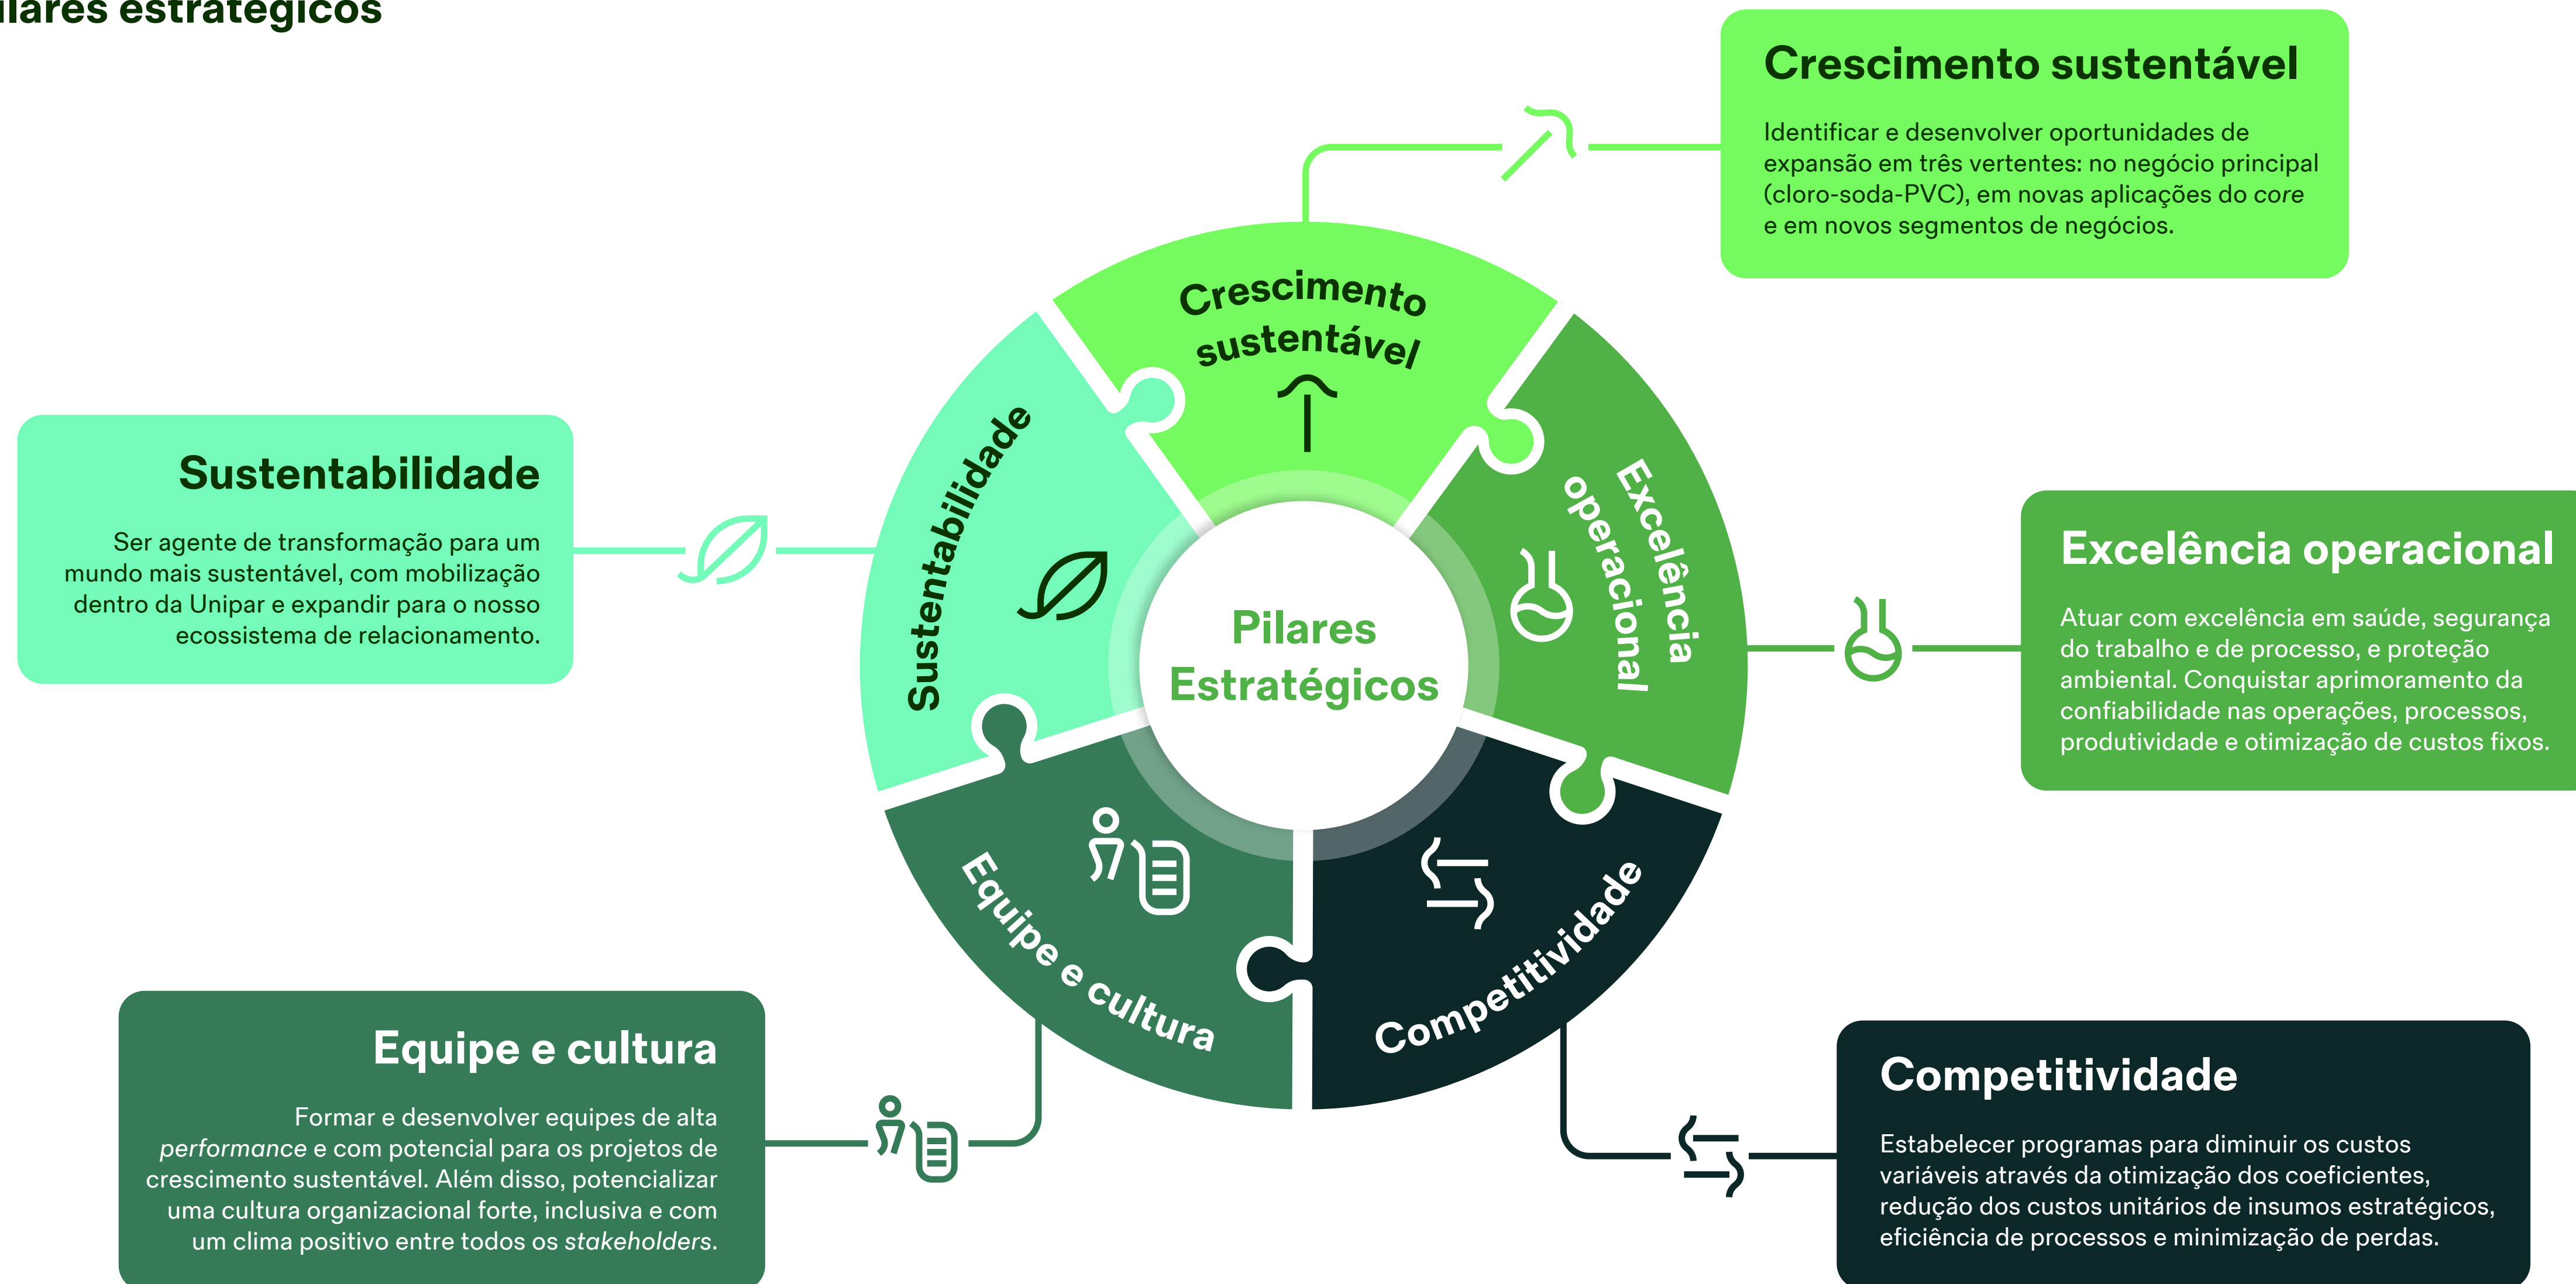 ilares estratégicos
Crescimento sustentável
Identificar e desenvolver oportunidades de
expansão em três vertentes: no negócio principal
(cloro-soda-PVC), em novas aplicações do core
e em novos segmentos de negócios.
Crescimento
sustentável
Sustentabilidade
Ser agente de transformação para um
mundo mais sustentável, com mobilização
dentro da Unipar e expandir para o nosso
ecossistema de relacionamento.
Sustentabilidade
Excelência
operacional
Excelência operacional
Atuar com excelência em saúde, segurança
do trabalho e de processo, e proteção
ambiental. Conquistar aprimoramento da
confiabilidade nas operações, processos,
produtividade e otimização de custos fixos.
Pilares
Estratégicos
Equipe e cultura
Competitividade
Equipe e cultura
Formar e desenvolver equipes de alta
performance e com potencial para os projetos de
crescimento sustentável. Além disso, potencializar
uma cultura organizacional forte, inclusiva e com
um clima positivo entre todos os stakeholders.
Competitividade
Estabelecer programas para diminuir os custos
variáveis através da otimização dos coeficientes,
redução dos custos unitários de insumos estratégicos,
eficiência de processos e minimização de perdas.